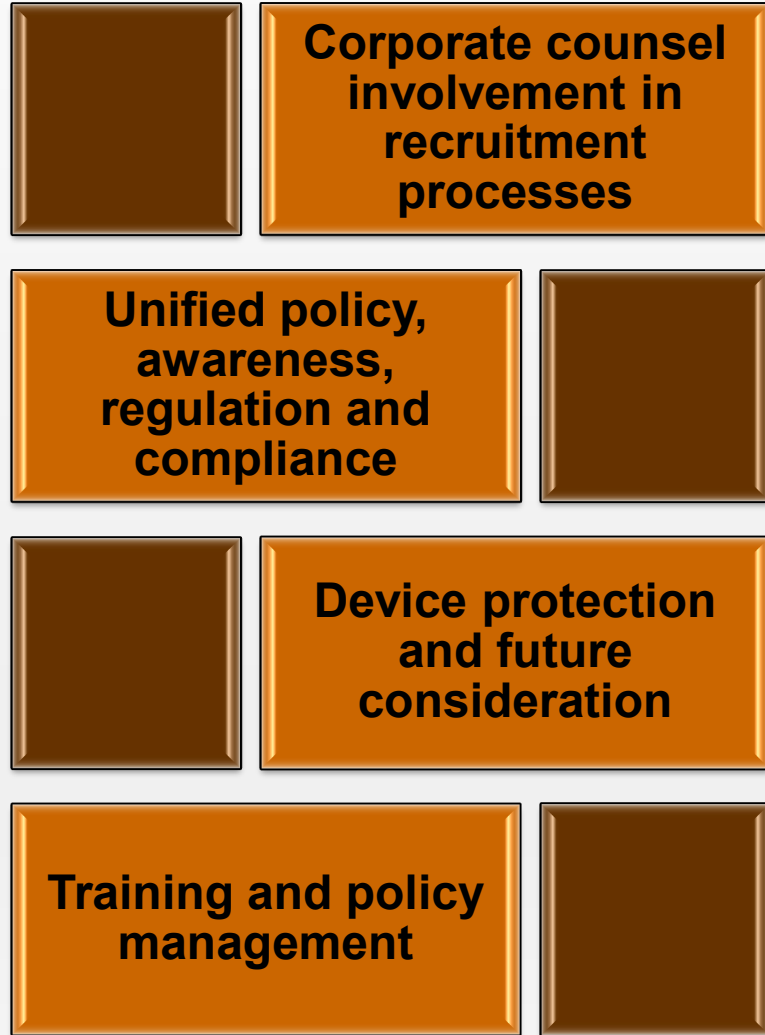 Corporate counsel
involvement in
recruitment
processes
Unified policy,
awareness,
regulation and
compliance
Device protection
and future
consideration
Training and policy
management